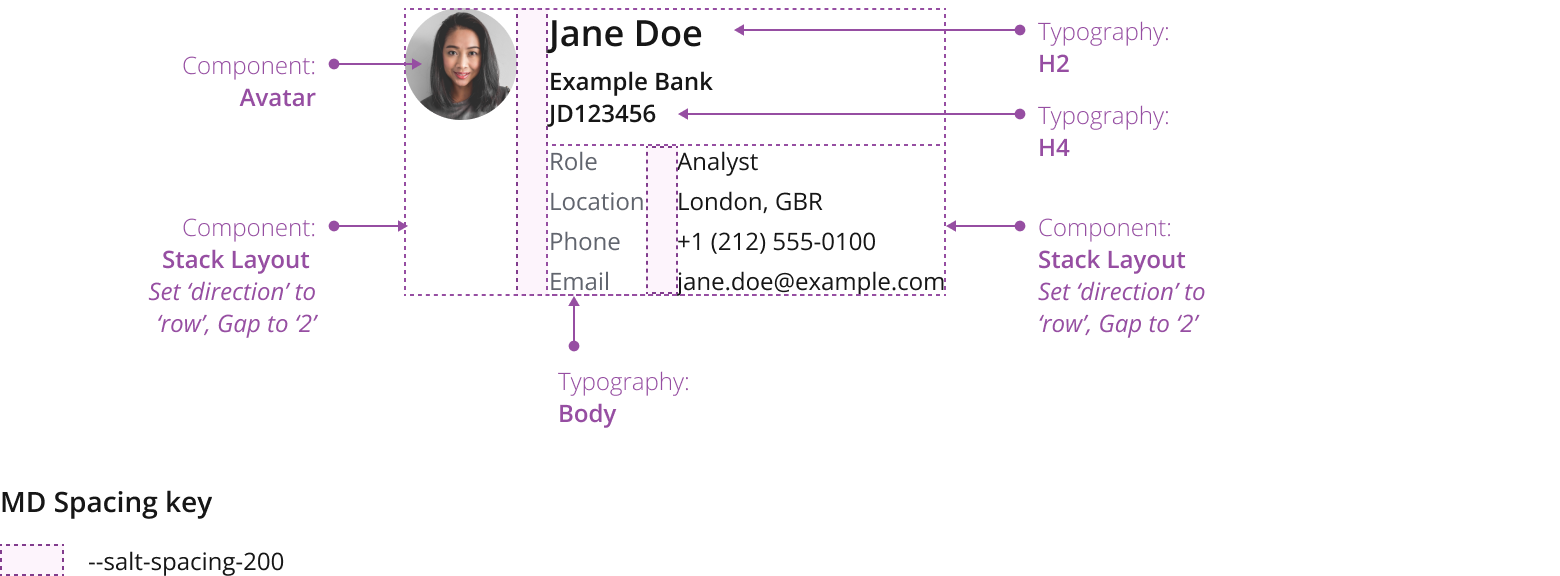 Component:
Avatar
Jane Doe
Example Bank
JD123456
Typography:
H2
Typography:
H4
Role Analyst
Location London, GBR
Phone +1 (212) 555-0100
Email jane.doe@example.com
Component:
Stack Layout
Set ‘direction’ to
‘row’, Gap to ‘2’
Component:
Stack Layout
Set ‘direction’ to
‘row’, Gap to ‘2’
Typography:
Body
MD Spacing key
--salt-spacing-200